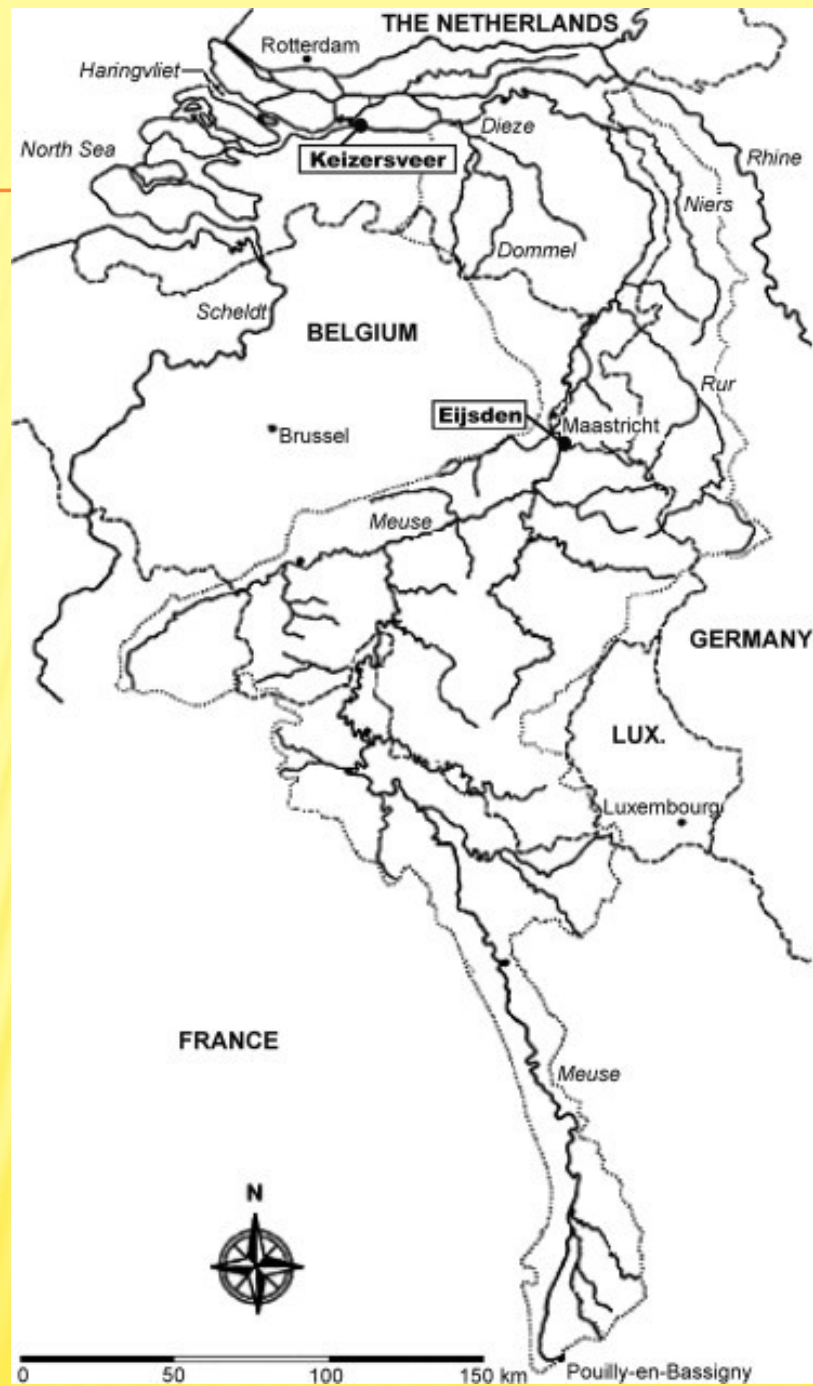 THE NETHERLANDS
Rotterdam
Haringvliet
Dieze
North Sea
Keizersveer
Rhine
Niers
Dommel
Scheldt
BELGIUM
Rur
Eijsden
Maastricht
Brussel
Meuse
GERMANY
LUX.
Luxembourg
FRANCE
Meuse
N
0 50 100 150 km
Pouilly-en-Bassigny